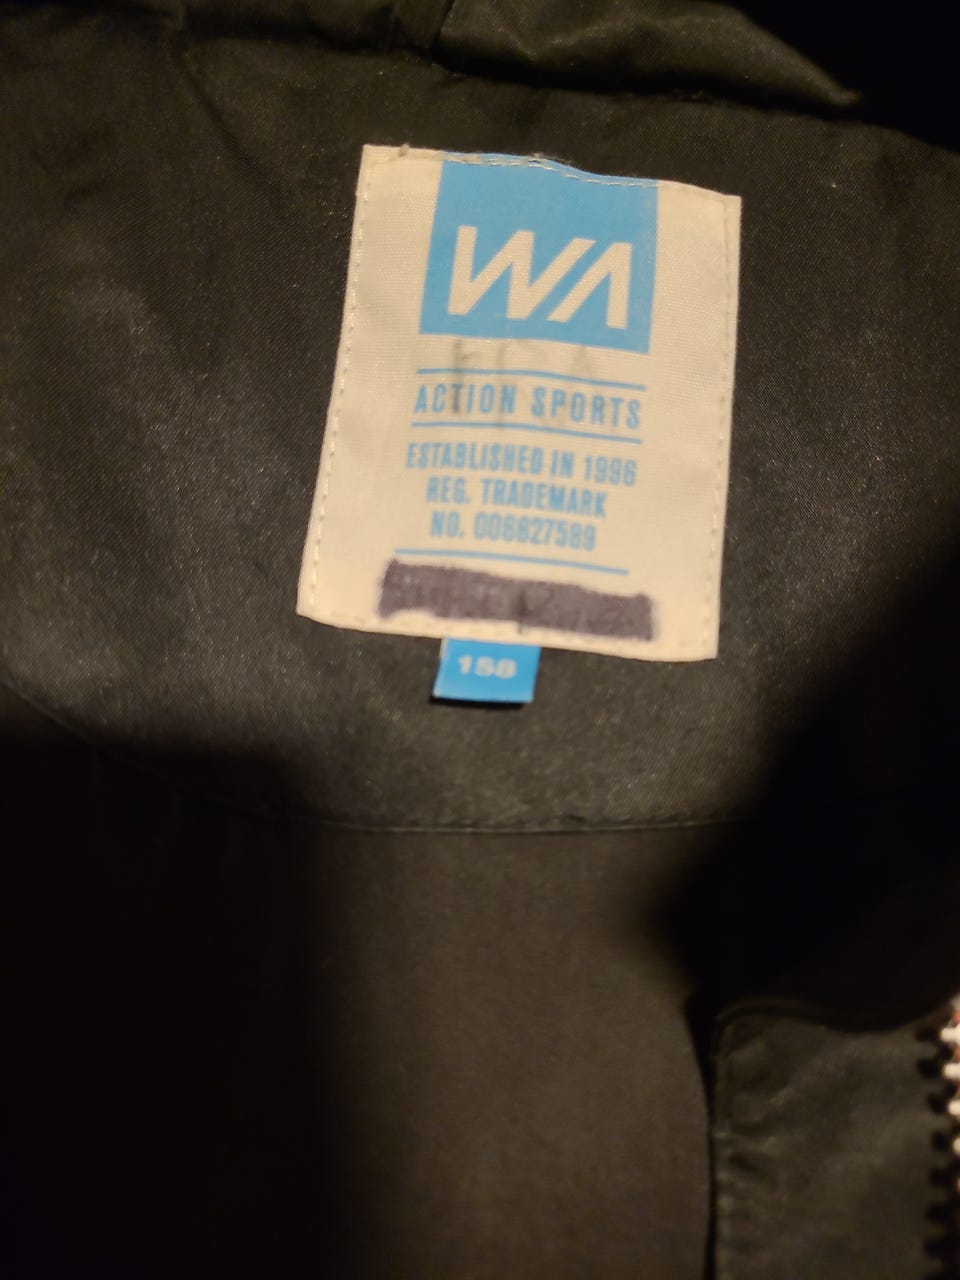 WA
ACTION SPORTS
ESTABLISHED IN 1996
REG. TRADEMARK
NO. 008827589
158